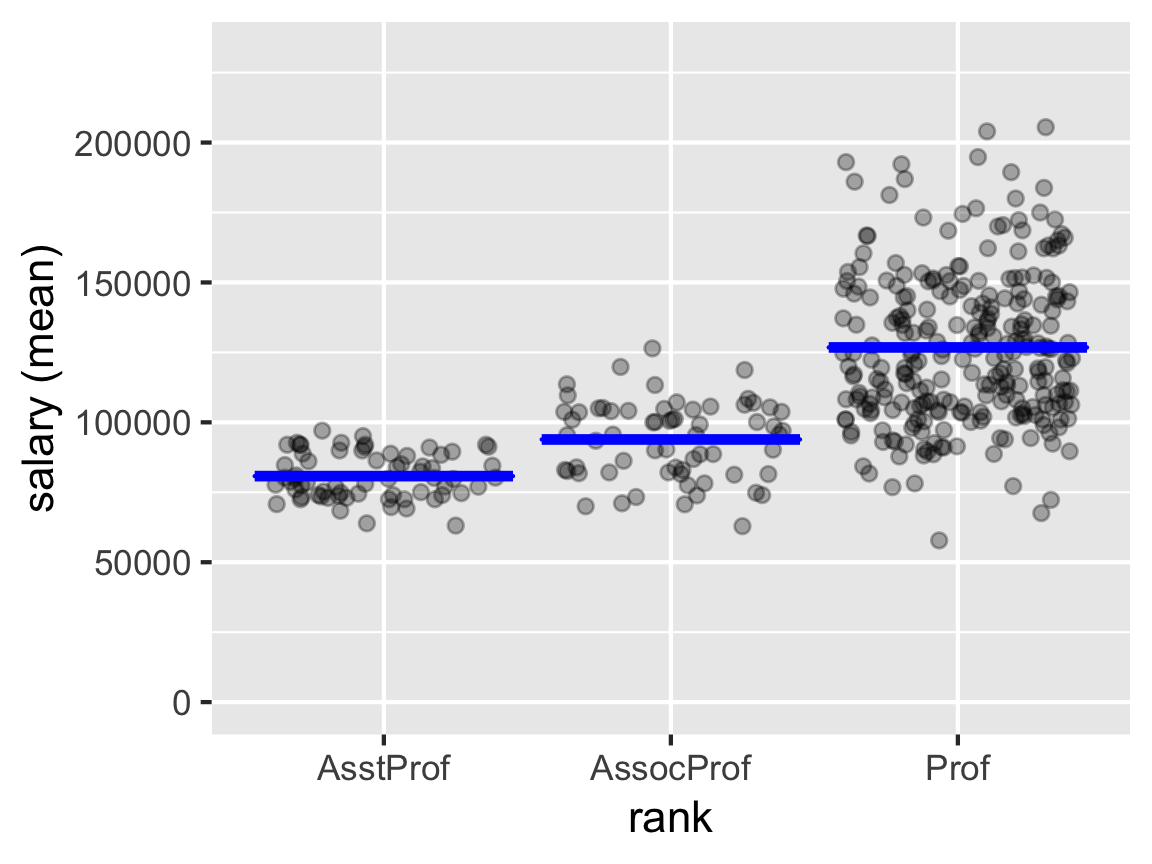 salary (mean)
200000
150000
100000
50000
0
AsstProf
AssocProf
Prof
rank